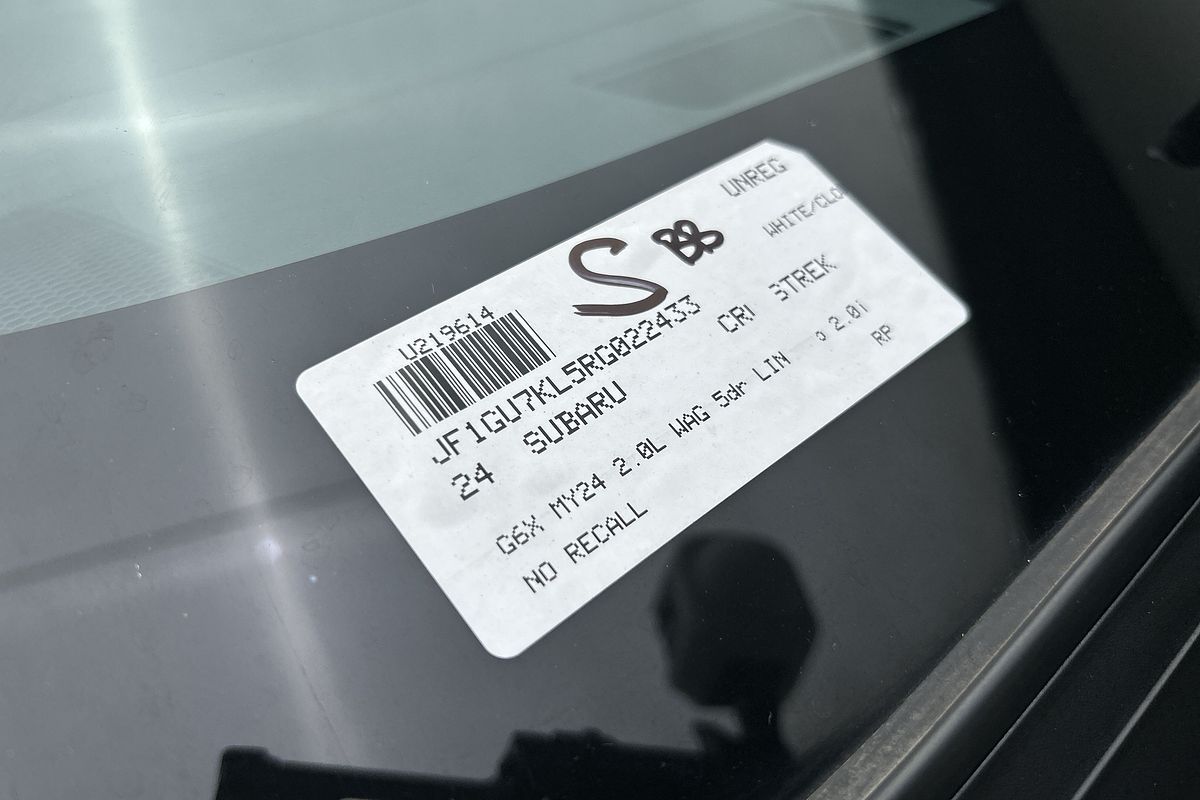 UNREG
S BB
WHITE/CLO
U219614
JF1GU7KL5RG022433
24 SUBARU STREK
G6X MY24 2.0L WAG 5dr LIN 2.0i
NO RECALL RP